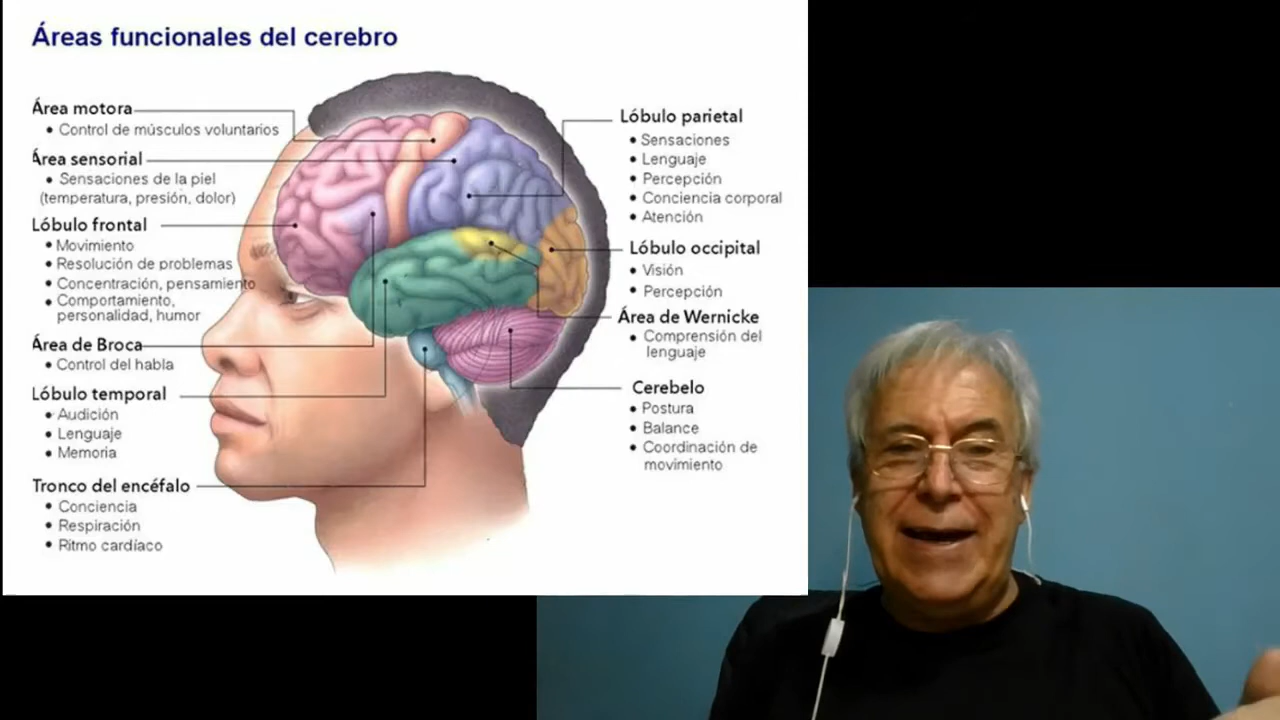 Áreas funcionales del cerebro
Área motora
• Control de músculos voluntarios
Área sensorial
• Sensaciones de la piel
(temperatura, presión, dolor)
Lóbulo frontal
• Movimiento
• Resolución de problemas
• Concentración, pensamiento
• Comportamiento,
personalidad, humor
Área de Broca
• Control del habla
Lóbulo temporal
• Audición
• Lenguaje
• Memoria
Tronco del encéfalo
• Conciencia
• Respiración
• Ritmo cardíaco
Lóbulo parietal
• Sensaciones
• Lenguaje
• Percepción
• Conciencia corporal
• Atención
Lóbulo occipital
• Visión
• Percepción
Área de Wernicke
• Comprensión del
lenguaje
Cerebelo
• Postura
• Balance
• Coordinación de
movimiento